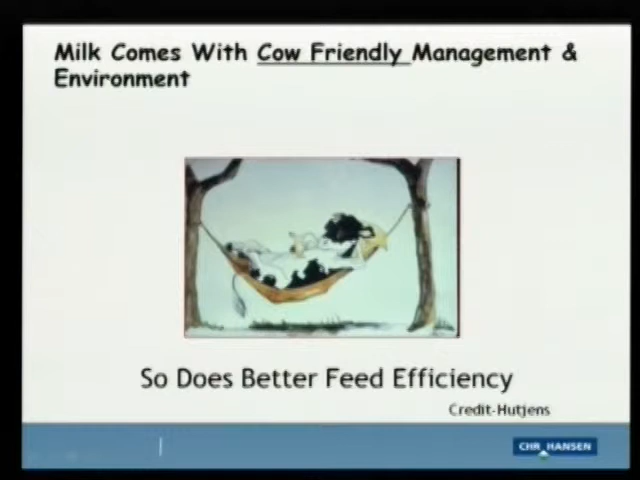 Milk Comes With Cow Friendly Management &
Environment
So Does Better Feed Efficiency
Credit-Hutjens
CHR HANSEN